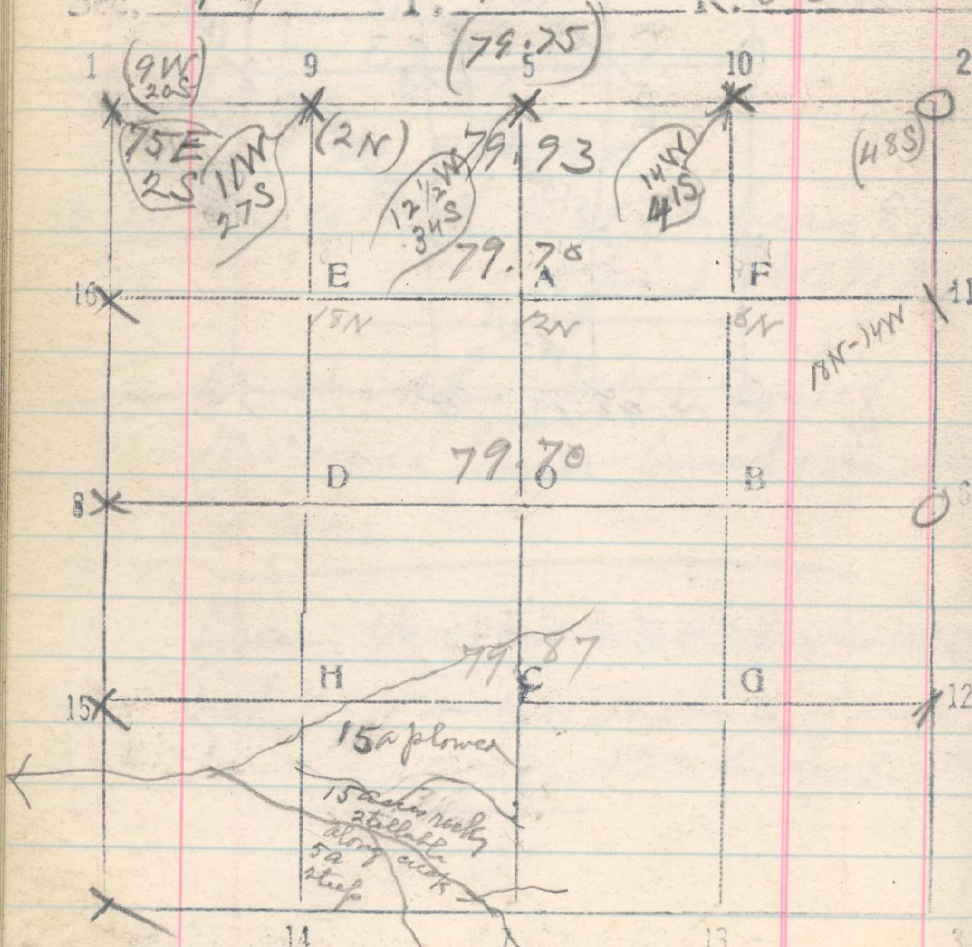 Sec. T. R.
(79.75)
1 (9W 9 5 10 2
20S)
75E 11W (2N) 79.93 14W (48S)
2S 27S 12½W 41S
34S
79.70
E A F
16 11
18N 12N 8N 18N-14W
79.70
D O B
8
79.87
H C G
15 12
15a plowed
15 rocky
2 tillable
along creek
5a
steep
14 13